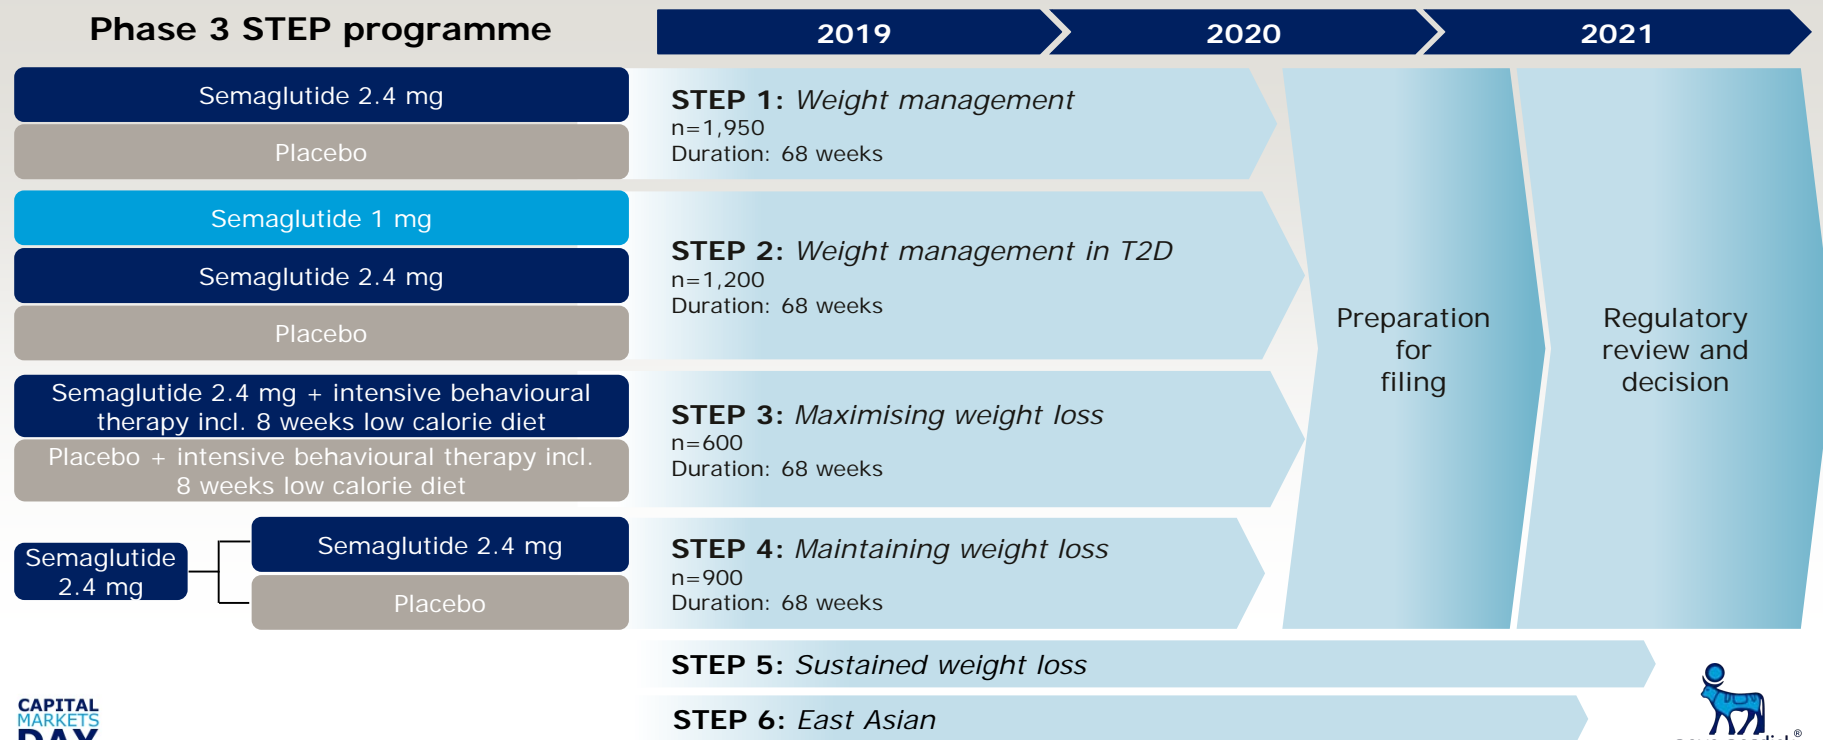 Phase 3 STEP programme
2019
2020
2021
Semaglutide 2.4 mg
Placebo
STEP 1: Weight management
n=1,950
Duration: 68 weeks
Semaglutide 1 mg
Semaglutide 2.4 mg
Placebo
STEP 2: Weight management in T2D
n=1,200
Duration: 68 weeks
Semaglutide 2.4 mg + intensive behavioural
therapy incl. 8 weeks low calorie diet
Placebo + intensive behavioural therapy incl.
8 weeks low calorie diet
STEP 3: Maximising weight loss
n=600
Duration: 68 weeks
Semaglutide
2.4 mg
Semaglutide 2.4 mg
Placebo
STEP 4: Maintaining weight loss
n=900
Duration: 68 weeks
Preparation
for
filing
Regulatory
review and
decision
STEP 5: Sustained weight loss
STEP 6: East Asian
CAPITAL
MARKETS
DAY
®